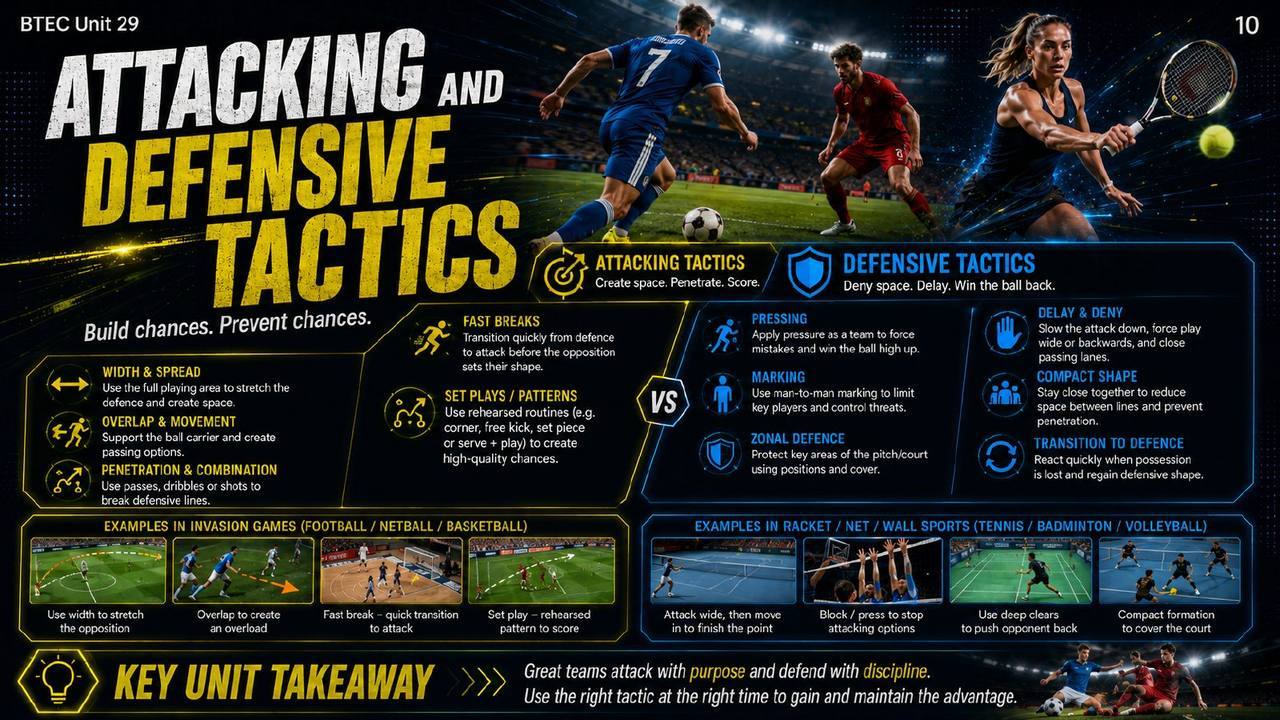 BTEC Unit 29
10
ATTACKING AND
DEFENSIVE
TACTICS
Build chances. Prevent chances.
7
ATTACKING TACTICS
Create space. Penetrate. Score.
DEFENSIVE TACTICS
Deny space. Delay. Win the ball back.
WIDTH & SPREAD
Use the full playing area to stretch the
defence and create space.
OVERLAP & MOVEMENT
Support the ball carrier and create
passing options.
PENETRATION & COMBINATION
Use passes, dribbles or shots to
break defensive lines.
FAST BREAKS
Transition quickly from defence
to attack before the opposition
sets their shape.
SET PLAYS / PATTERNS
Use rehearsed routines (e.g.
corner, free kick, set piece
or serve + play) to create
high-quality chances.
VS
PRESSING
Apply pressure as a team to force
mistakes and win the ball high up.
MARKING
Use man-to-man marking to limit
key players and control threats.
ZONAL DEFENCE
Protect key areas of the pitch/court
using positions and cover.
DELAY & DENY
Slow the attack down, force play
wide or backwards, and close
passing lanes.
COMPACT SHAPE
Stay close together to reduce
space between lines and prevent
penetration.
TRANSITION TO DEFENCE
React quickly when possession
is lost and regain defensive shape.
EXAMPLES IN INVASION GAMES (FOOTBALL / NETBALL / BASKETBALL)
Use width to stretch
the opposition
Overlap to create
an overload
Fast break – quick transition
to attack
Set play – rehearsed
pattern to score
EXAMPLES IN RACKET / NET / WALL SPORTS (TENNIS / BADMINTON / VOLLEYBALL)
Attack wide, then move
in to finish the point
Block / press to stop
attacking options
Use deep clears
to push opponent back
Compact formation
to cover the court
KEY UNIT TAKEAWAY
Great teams attack with purpose and defend with discipline.
Use the right tactic at the right time to gain and maintain the advantage.